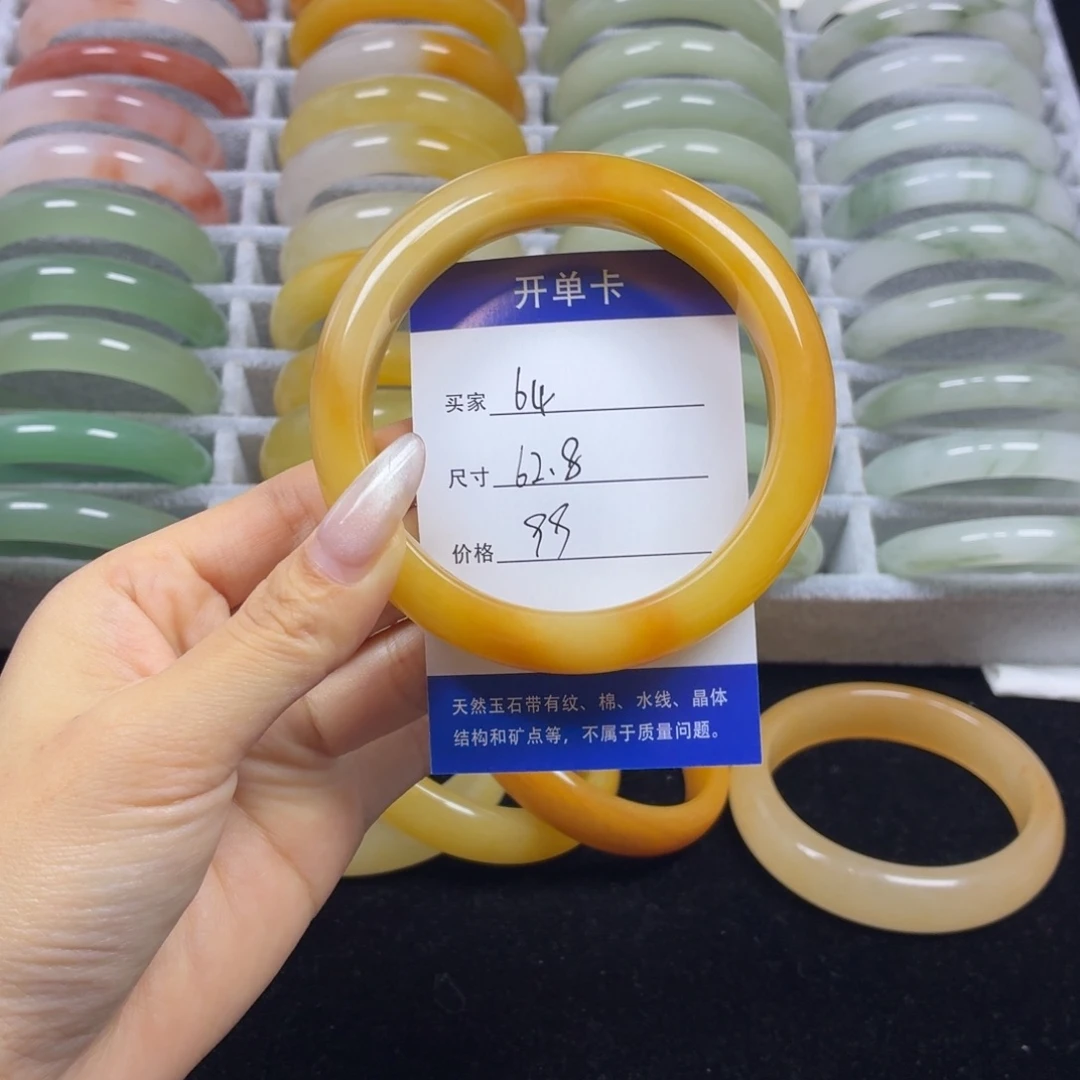 开单卡
买家 64
尺寸 62.8
价格 88
天然玉石带有纹、棉、水线、晶体
结构和矿点等，不属于质量问题。